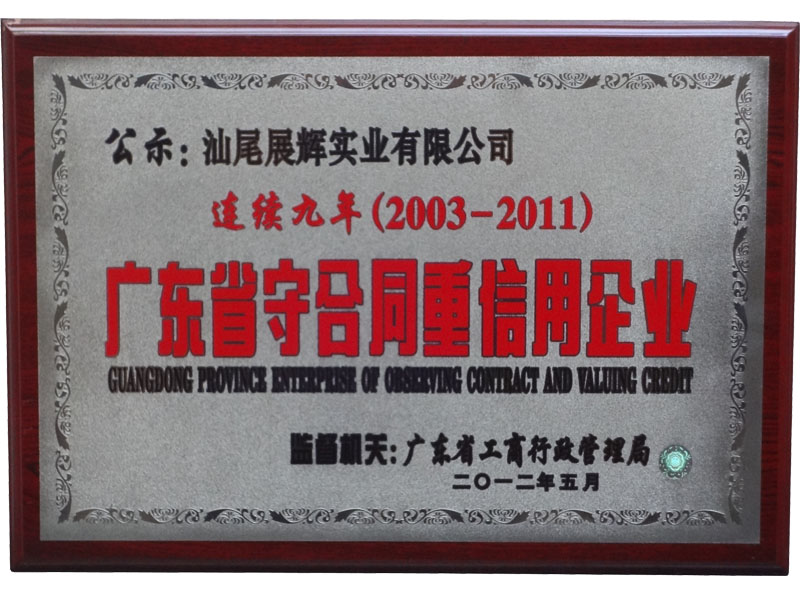 公示：汕尾展辉实业有限公司
连续九年(2003-2011)
广东省守合同重信用企业
GUANGDONG PROVINCE ENTERPRISE OF OBSERVING CONTRACT AND VALUING CREDIT
监督机关：广东省工商行政管理局
二〇一二年五月